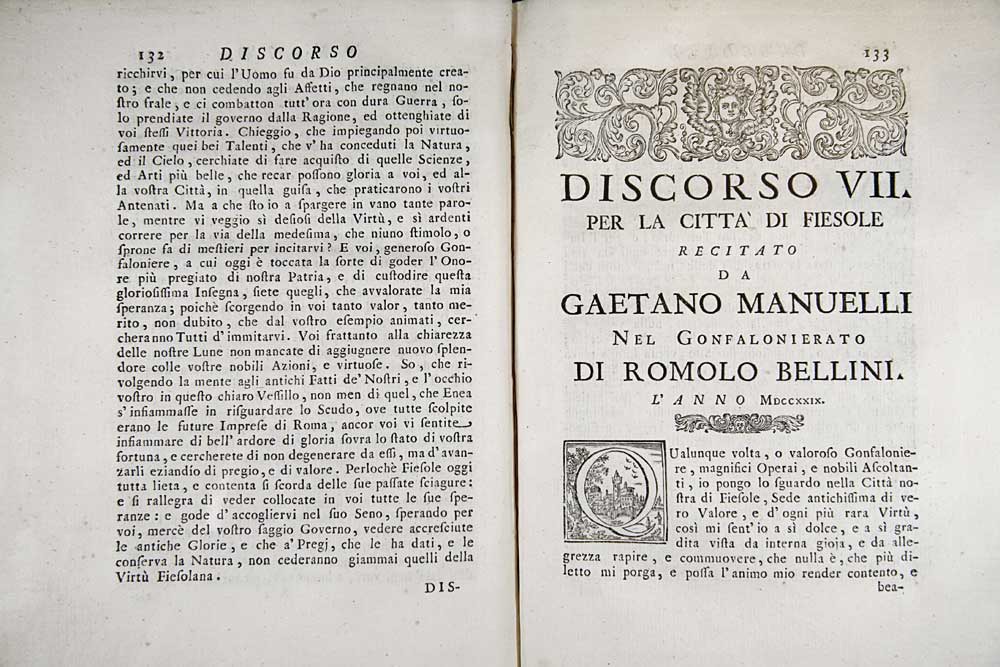 132 DISCORSO
ricchirvi, per cui l'Uomo fu da Dio principalmente crea-
to; e che non cedendo agli Affetti, che regnano nel no-
ſtro frale, e ci combatton tutt'ora con dura Guerra, ſo-
lo prendiate il governo dalla Ragione, ed ottenghiate di
voi ſteſſi Vittoria. Chieggio, che impiegando poi virtuo-
ſamente quei bei Talenti, che v'ha conceduti la Natura,
ed il Cielo, cerchiate di fare acquiſto di quelle Scienze,
ed Arti più belle, che recar poſſono gloria a voi, ed al-
la voſtra Città, in quella guiſa, che praticarono i voſtri
Antenati. Ma a che ſto io a ſpargere in vano tante paro-
le, mentre vi veggio sì deſioſi della Virtù, e sì ardenti
correre per la via della medeſima, che niuno ſtimolo, o
ſprone fa di meſtieri per incitarvi? E voi, generoſo Gon-
faloniere, a cui oggi è toccata la ſorte di goder l'Ono-
re più pregiato di noſtra Patria, e di cuſtodire queſta
glorioſiſſima Inſegna, ſiete quegli, che avvalorate la mia
ſperanza; poichè ſcorgendo in voi tanto valor, tanto me-
rito, non dubito, che dal voſtro eſempio animati, cer-
cheranno Tutti d'immitarvi. Voi frattanto alla chiarezza
delle noſtre Lune non mancate di aggiugnere nuovo ſplen-
dore colle voſtre nobili Azioni, e virtuoſe. So, che ri-
volgendo la mente agli antichi Fatti de' Noſtri, e l'occhio
voſtro in queſto chiaro Veſſillo, non men di quel, che Enea
s'infiammaſſe in riſguardare lo Scudo, ove tutte ſcolpite
erano le future Impreſe di Roma, ancor voi vi ſentite
infiammare di bell'ardore di gloria ſovra lo ſtato di voſtra
fortuna, e cercherete di non degenerare da eſſi, ma d'avan-
zarli eziandío di pregio, e di valore. Perlochè Fieſole oggi
tutta lieta, e contenta ſi ſcorda delle ſue paſſate ſciagure:
e ſi rallegra di veder collocate in voi tutte le ſue ſpe-
ranze: e gode d'accogliervi nel ſuo Seno, ſperando per
voi, mercè del voſtro ſaggio Governo, vedere accreſciute
le antiche Glorie, e che a' Pregj, che le ha dati, e le
conſerva la Natura, non cederanno giammai quelli della
Virtù Fieſolana.
DIS-
133
DISCORSO VII.
PER LA CITTA' DI FIESOLE
RECITATO
DA
GAETANO MANUELLI
NEL GONFALONIERATO
DI ROMOLO BELLINI.
L'ANNO MDCCXXIX.
QUalunque volta, o valoroſo Gonfalonie-
re, magnifici Operai, e nobili Aſcoltan-
ti, io pongo lo ſguardo nella Città no-
ſtra di Fieſole, Sede antichiſſima di ve-
ro Valore, e d'ogni più rara Virtù,
così mi ſent'io a sì dolce, e a sì gra-
dita viſta da interna gioja, e da alle-
grezza rapire, e commuovere, che nulla è, che più di-
letto mi porga, e poſſa l'animo mio render contento, e
bea-